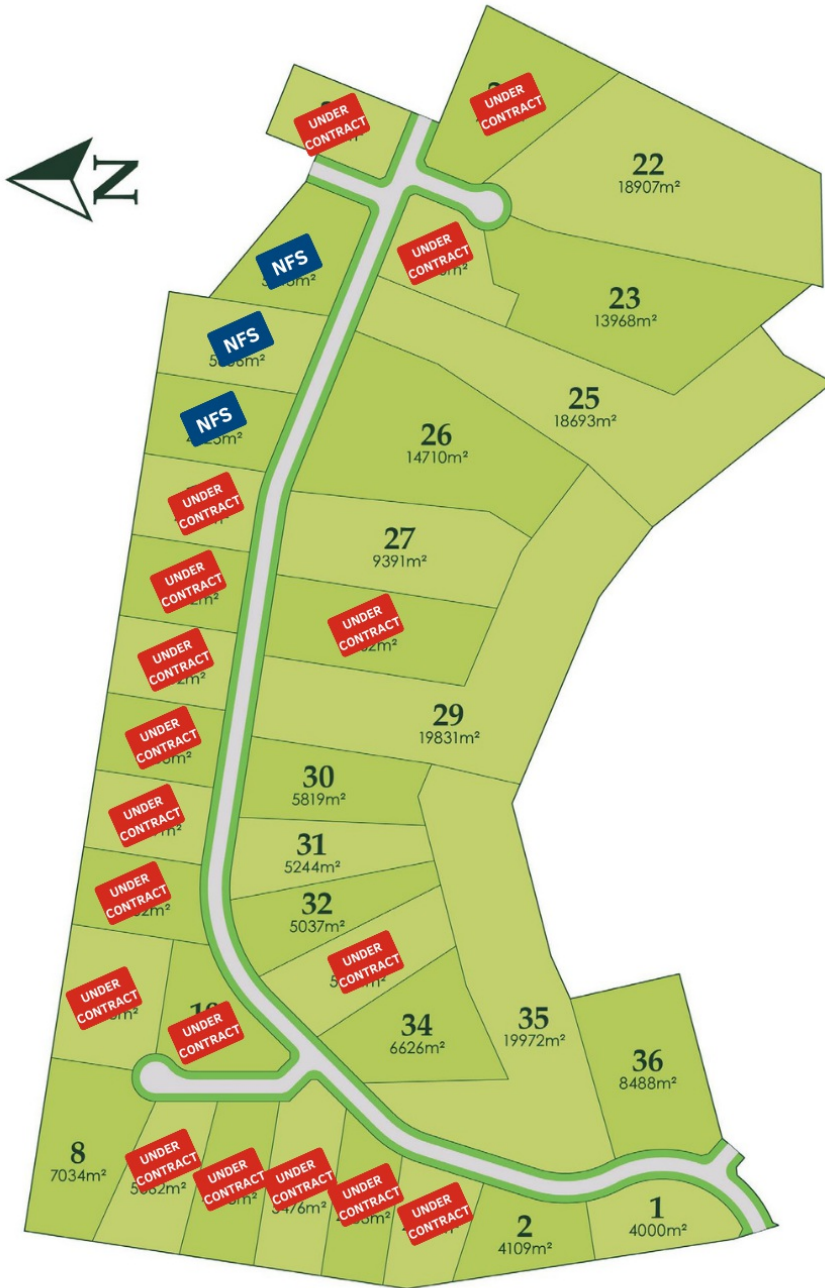 UNDER
CONTRACT
UNDER
CONTRACT
22
18907m²
N
UNDER
CONTRACT
NFS
23
13968m²
NFS
25
18693m²
NFS
26
14710m²
UNDER
CONTRACT
27
9391m²
UNDER
CONTRACT
UNDER
CONTRACT
UNDER
CONTRACT
29
19831m²
UNDER
CONTRACT
30
5819m²
UNDER
CONTRACT
31
5244m²
UNDER
CONTRACT
32
5037m²
UNDER
CONTRACT
UNDER
CONTRACT
UNDER
CONTRACT
34
6626m²
35
19972m²
36
8488m²
8
7034m²
UNDER
CONTRACT
UNDER
CONTRACT
UNDER
CONTRACT
UNDER
CONTRACT
UNDER
CONTRACT
2
4109m²
1
4000m²